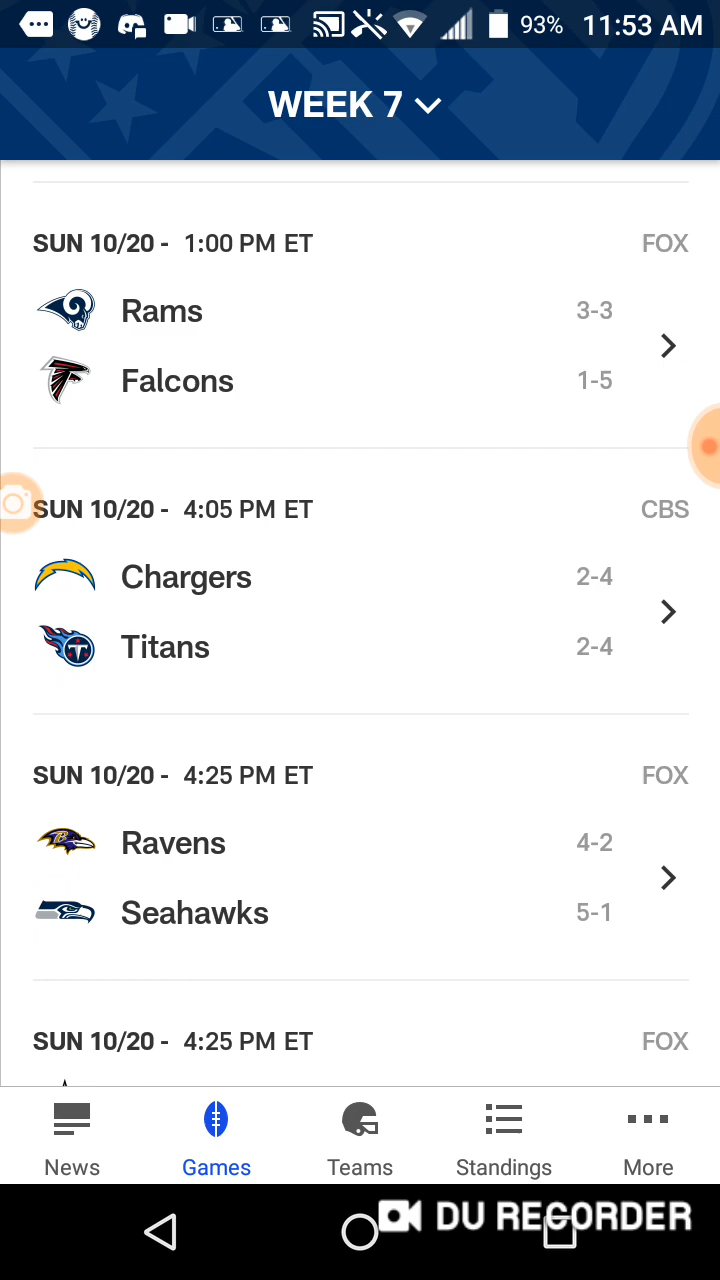 93% 11:53 AM
WEEK 7
SUN 10/20 - 1:00 PM ET FOX
Rams 3-3
Falcons 1-5
SUN 10/20 - 4:05 PM ET CBS
Chargers 2-4
Titans 2-4
SUN 10/20 - 4:25 PM ET FOX
Ravens 4-2
Seahawks 5-1
SUN 10/20 - 4:25 PM ET FOX
News Games Teams Standings More
DU RECORDER